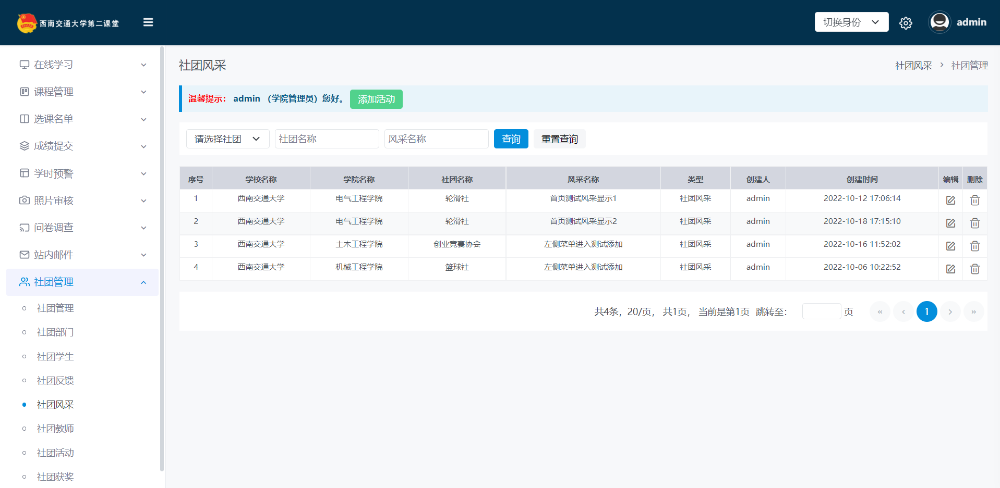 西南交通大学第二课堂
切换身份
admin
在线学习
课程管理
选课名单
成绩提交
学时预警
照片审核
问卷调查
站内邮件
社团管理
社团管理
社团部门
社团学生
社团反馈
社团风采
社团教师
社团活动
社团获奖
社团风采
社团风采 > 社团管理
温馨提示： admin （学院管理员）您好。 添加活动
请选择社团 社团名称 风采名称 查询 重置查询
序号 学校名称 学院名称 社团名称 风采名称 类型 创建人 创建时间 编辑 删除
1 西南交通大学 电气工程学院 轮滑社 首页测试风采显示1 社团风采 admin 2022-10-12 17:06:14
2 西南交通大学 电气工程学院 轮滑社 首页测试风采显示2 社团风采 admin 2022-10-18 17:15:10
3 西南交通大学 土木工程学院 创业竞赛协会 左侧菜单进入测试添加 社团风采 admin 2022-10-16 11:52:02
4 西南交通大学 机械工程学院 篮球社 左侧菜单进入测试添加 社团风采 admin 2022-10-06 10:22:52
共4条，20/页， 共1页， 当前是第1页 跳转至： 页 « ‹ 1 › »